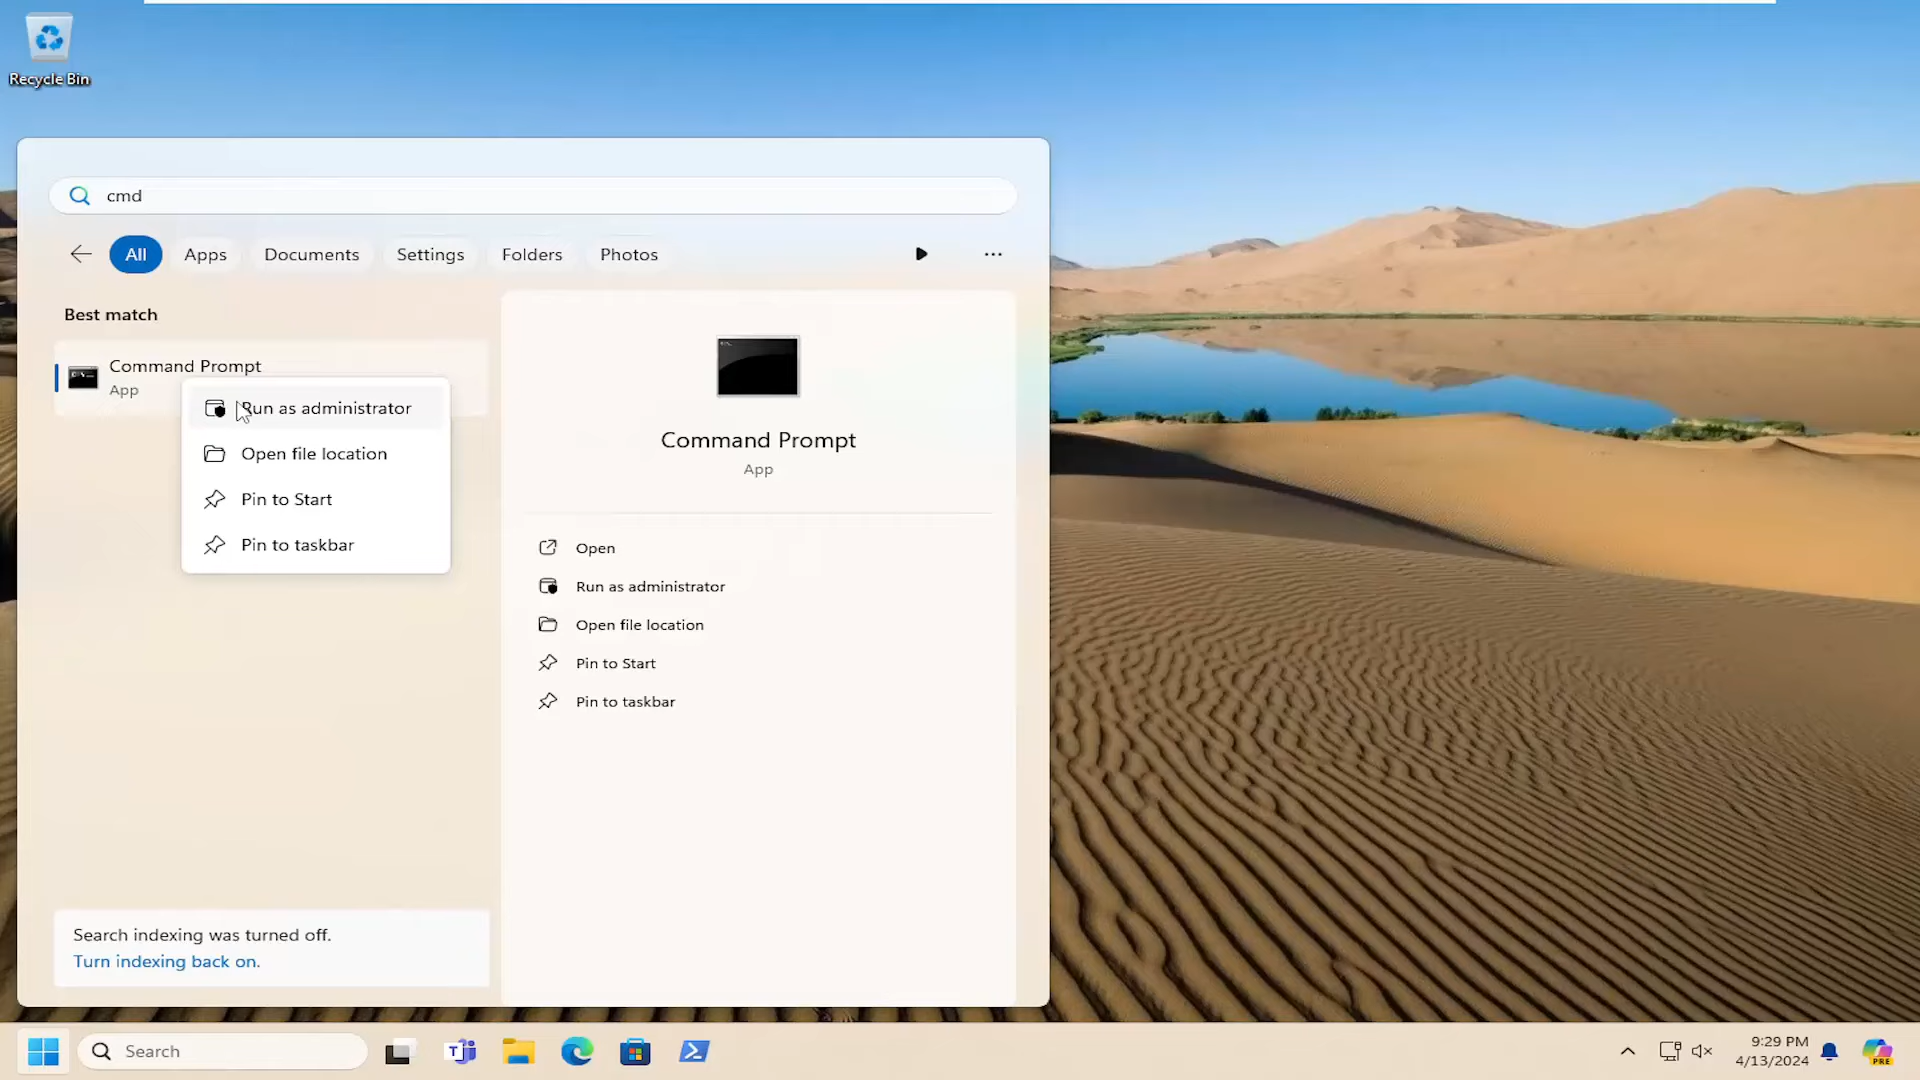 Recycle Bin
cmd
All
Apps
Documents
Settings
Folders
Photos
Best match
Command Prompt
App
Run as administrator
Open file location
Pin to Start
Pin to taskbar
Command Prompt
App
Open
Run as administrator
Open file location
Pin to Start
Pin to taskbar
Search indexing was turned off.
Turn indexing back on.
Search
9:29 PM
4/13/2024
PRE